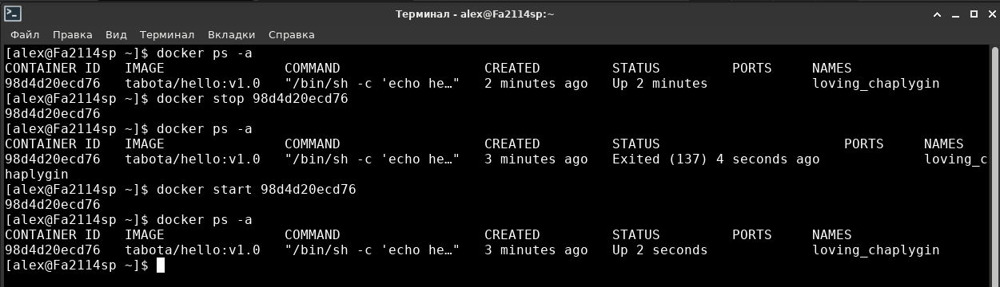 Терминал - alex@Fa2114sp:~
Файл Правка Вид Терминал Вкладки Справка
[alex@Fa2114sp ~]$ docker ps -a
CONTAINER ID   IMAGE               COMMAND                  CREATED         STATUS         PORTS     NAMES
98d4d20ecd76   tabota/hello:v1.0   "/bin/sh -c 'echo he…"   2 minutes ago   Up 2 minutes             loving_chaplygin
[alex@Fa2114sp ~]$ docker stop 98d4d20ecd76
98d4d20ecd76
[alex@Fa2114sp ~]$ docker ps -a
CONTAINER ID   IMAGE               COMMAND                  CREATED         STATUS                       PORTS     NAMES
98d4d20ecd76   tabota/hello:v1.0   "/bin/sh -c 'echo he…"   3 minutes ago   Exited (137) 4 seconds ago             loving_c
haplygin
[alex@Fa2114sp ~]$ docker start 98d4d20ecd76
98d4d20ecd76
[alex@Fa2114sp ~]$ docker ps -a
CONTAINER ID   IMAGE               COMMAND                  CREATED         STATUS         PORTS     NAMES
98d4d20ecd76   tabota/hello:v1.0   "/bin/sh -c 'echo he…"   3 minutes ago   Up 2 seconds             loving_chaplygin
[alex@Fa2114sp ~]$